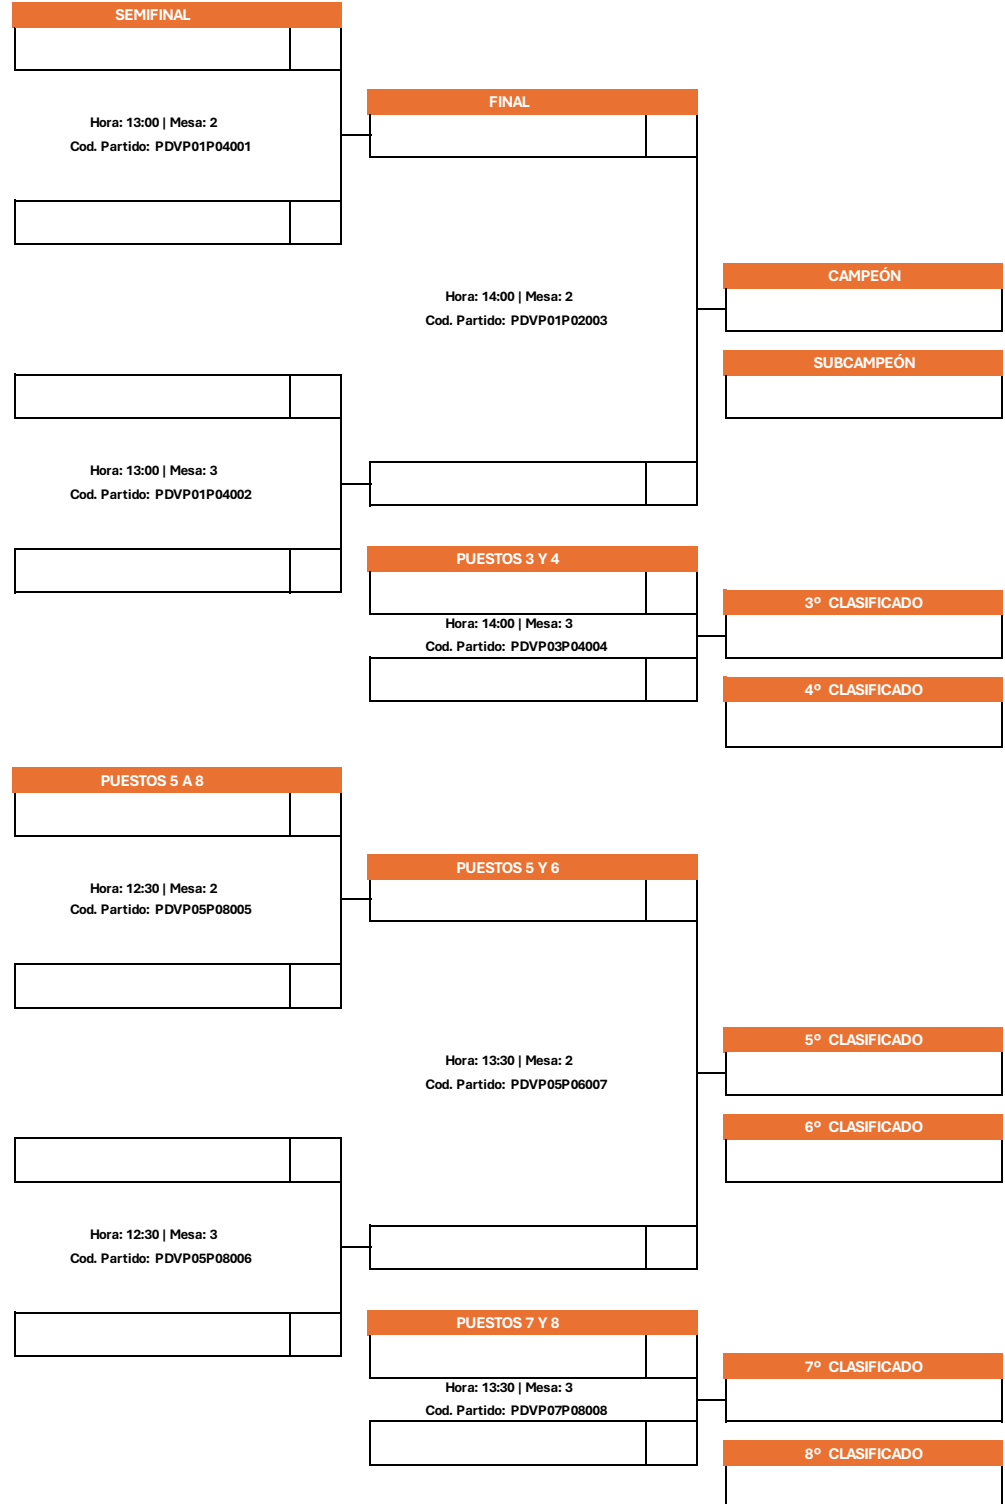 SEMIFINAL
Hora: 13:00 | Mesa: 2
Cod. Partido: PDVP01P04001
FINAL
Hora: 14:00 | Mesa: 2
Cod. Partido: PDVP01P02003
CAMPEÓN
SUBCAMPEÓN
Hora: 13:00 | Mesa: 3
Cod. Partido: PDVP01P04002
PUESTOS 3 Y 4
Hora: 14:00 | Mesa: 3
Cod. Partido: PDVP03P04004
3º CLASIFICADO
4º CLASIFICADO
PUESTOS 5 A 8
Hora: 12:30 | Mesa: 2
Cod. Partido: PDVP05P08005
PUESTOS 5 Y 6
Hora: 13:30 | Mesa: 2
Cod. Partido: PDVP05P06007
5º CLASIFICADO
6º CLASIFICADO
Hora: 12:30 | Mesa: 3
Cod. Partido: PDVP05P08006
PUESTOS 7 Y 8
Hora: 13:30 | Mesa: 3
Cod. Partido: PDVP07P08008
7º CLASIFICADO
8º CLASIFICADO